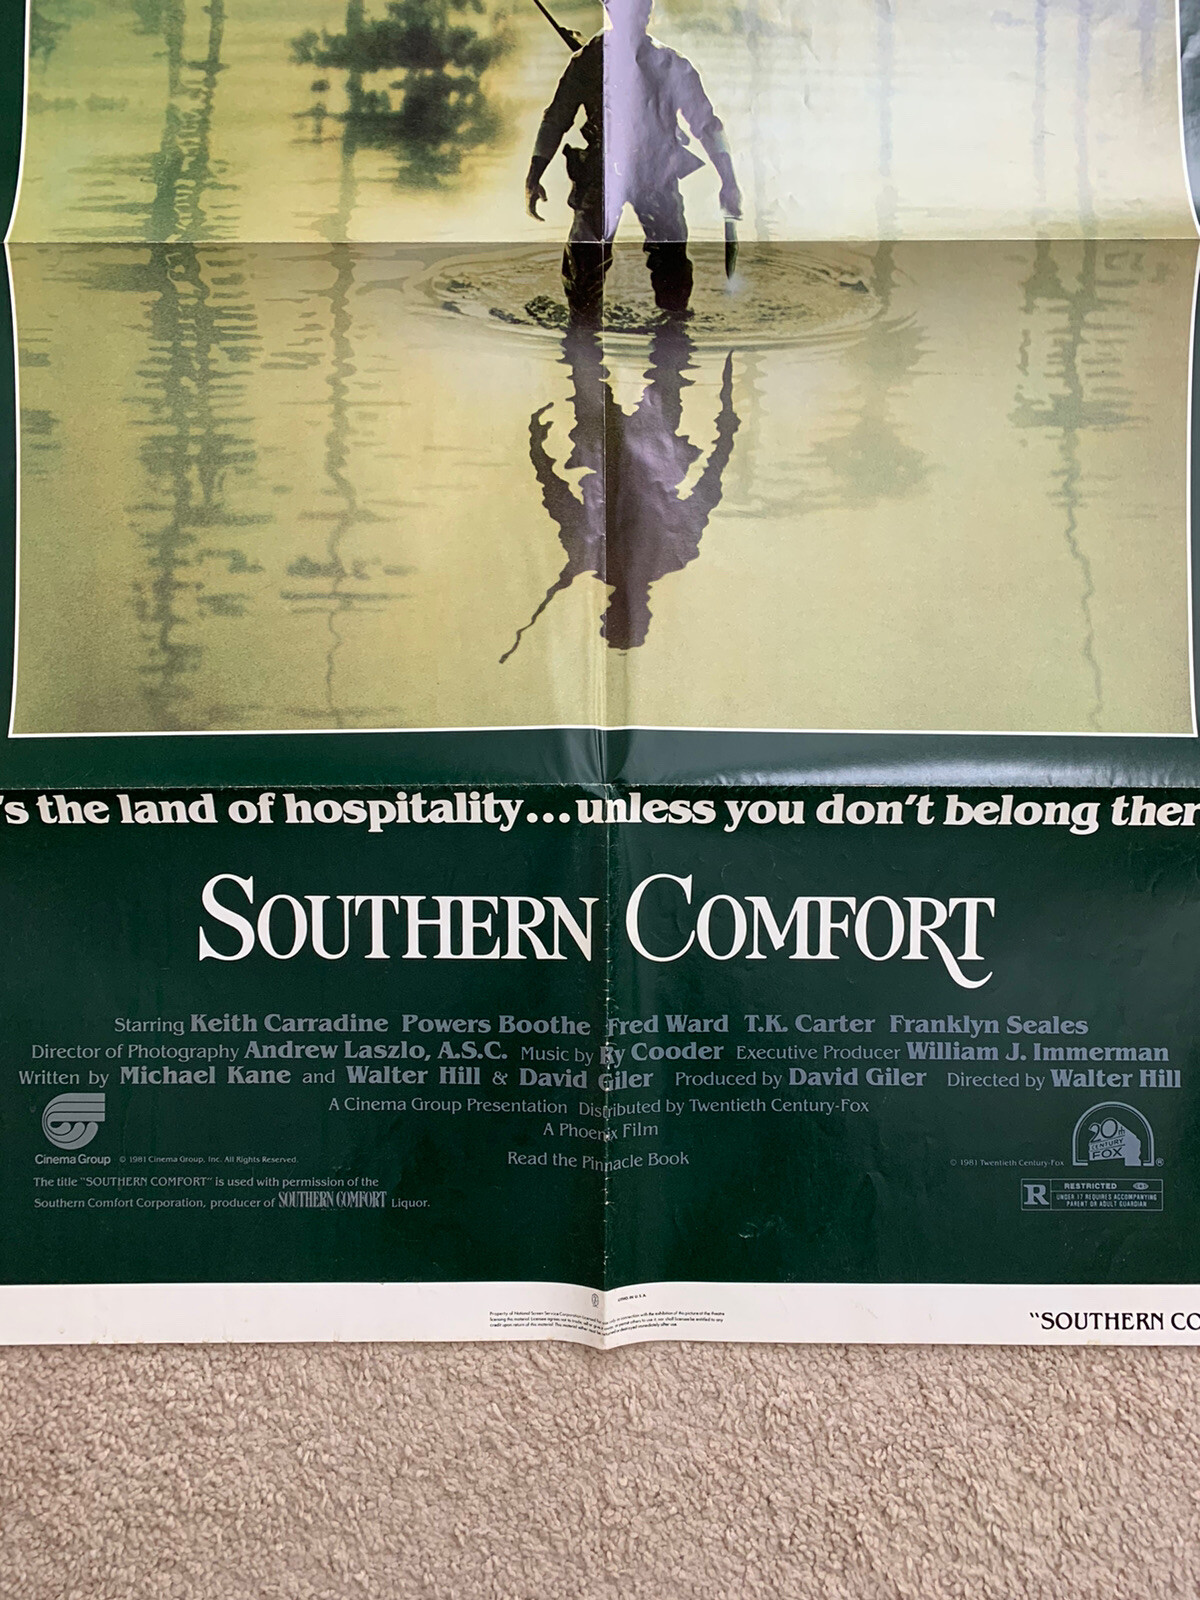 's the land of hospitality...unless you don't belong ther
SOUTHERN COMFORT
Starring Keith Carradine Powers Boothe Fred Ward T.K. Carter Franklyn Seales
Director of Photography Andrew Laszlo, A.S.C. Music by Ry Cooder Executive Producer William J. Immerman
Written by Michael Kane and Walter Hill & David Giler Produced by David Giler Directed by Walter Hill
A Cinema Group Presentation Distributed by Twentieth Century-Fox
A Phoenix Film
Read the Pinnacle Book
Cinema Group © 1981 Cinema Group, Inc. All Rights Reserved.
The title "SOUTHERN COMFORT" is used with permission of the
Southern Comfort Corporation, producer of SOUTHERN COMFORT Liquor.
20th
CENTURY
FOX
© 1981 Twentieth Century-Fox ®
R RESTRICTED
UNDER 17 REQUIRES ACCOMPANYING
PARENT OR ADULT GUARDIAN
"SOUTHERN CO